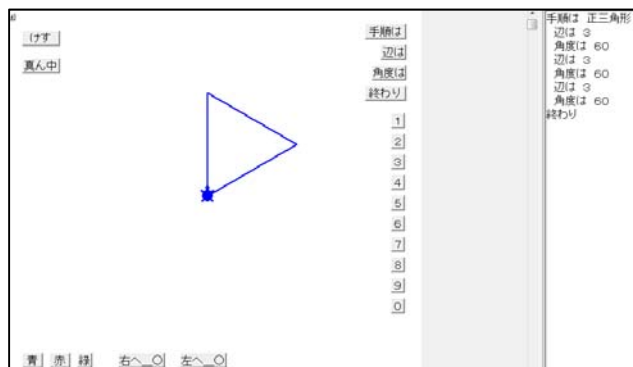 けす
真ん中
手順は
辺は
角度は
終わり
1
2
3
4
5
6
7
8
9
0
青 赤 緑 右へ__〇 左へ__〇
手順は 正三角形
辺は 3
角度は 60
辺は 3
角度は 60
辺は 3
角度は 60
終わり